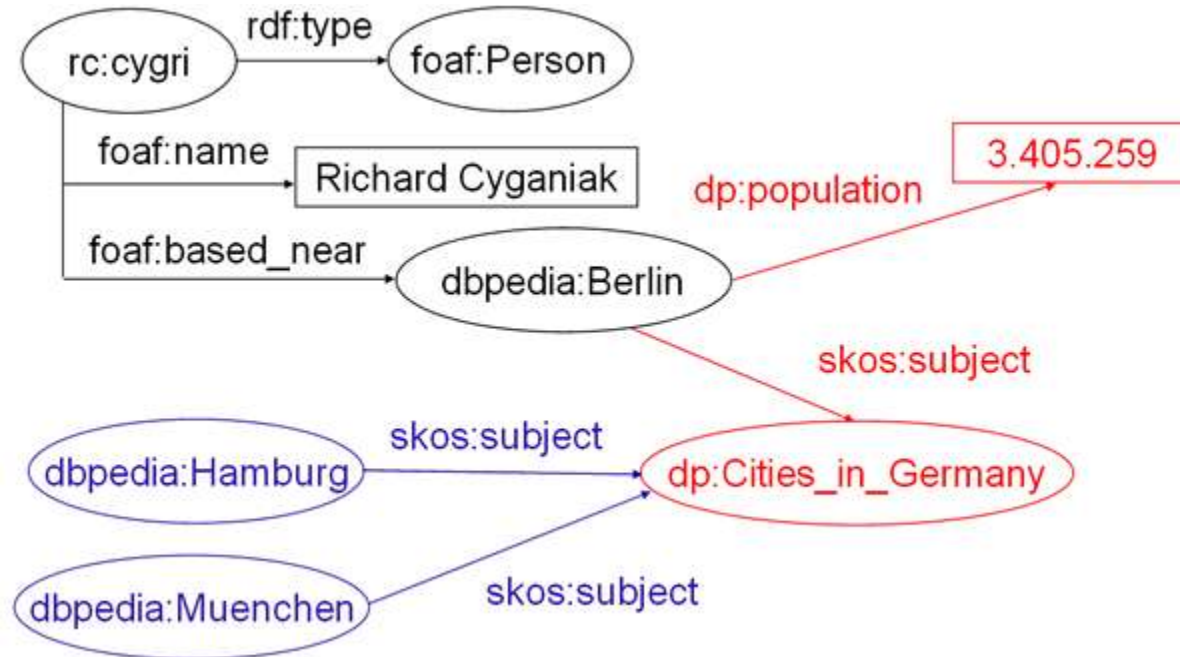 rdf:type
rc:cygri
foaf:Person
foaf:name
Richard Cyganiak
3.405.259
dp:population
foaf:based_near
dbpedia:Berlin
skos:subject
skos:subject
dbpedia:Hamburg
dp:Cities_in_Germany
skos:subject
dbpedia:Muenchen